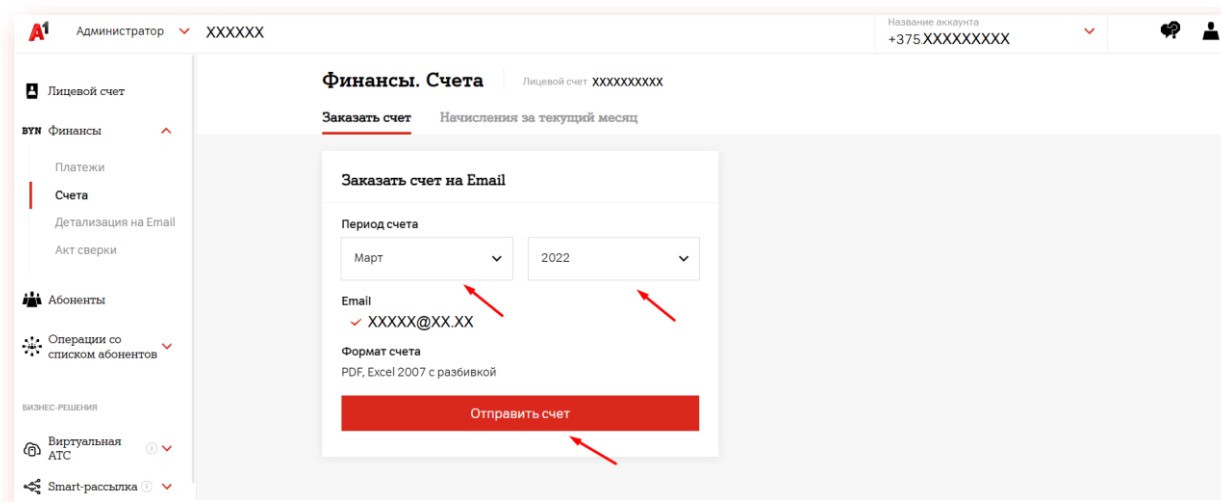 A1 Администратор XXXXXX
Название аккаунта
+375.XXXXXXXXX
Лицевой счет
BYN Финансы
Платежи
Счета
Детализация на Email
Акт сверки
Абоненты
Операции со
списком абонентов
БИЗНЕС-РЕШЕНИЯ
Виртуальная
АТС
Smart-рассылка
Финансы. Счета
Лицевой счет XXXXXXXXXX
Заказать счет
Начисления за текущий месяц
Заказать счет на Email
Период счета
Март
2022
Email
XXXXX@XX.XX
Формат счета
PDF, Excel 2007 с разбивкой
Отправить счет